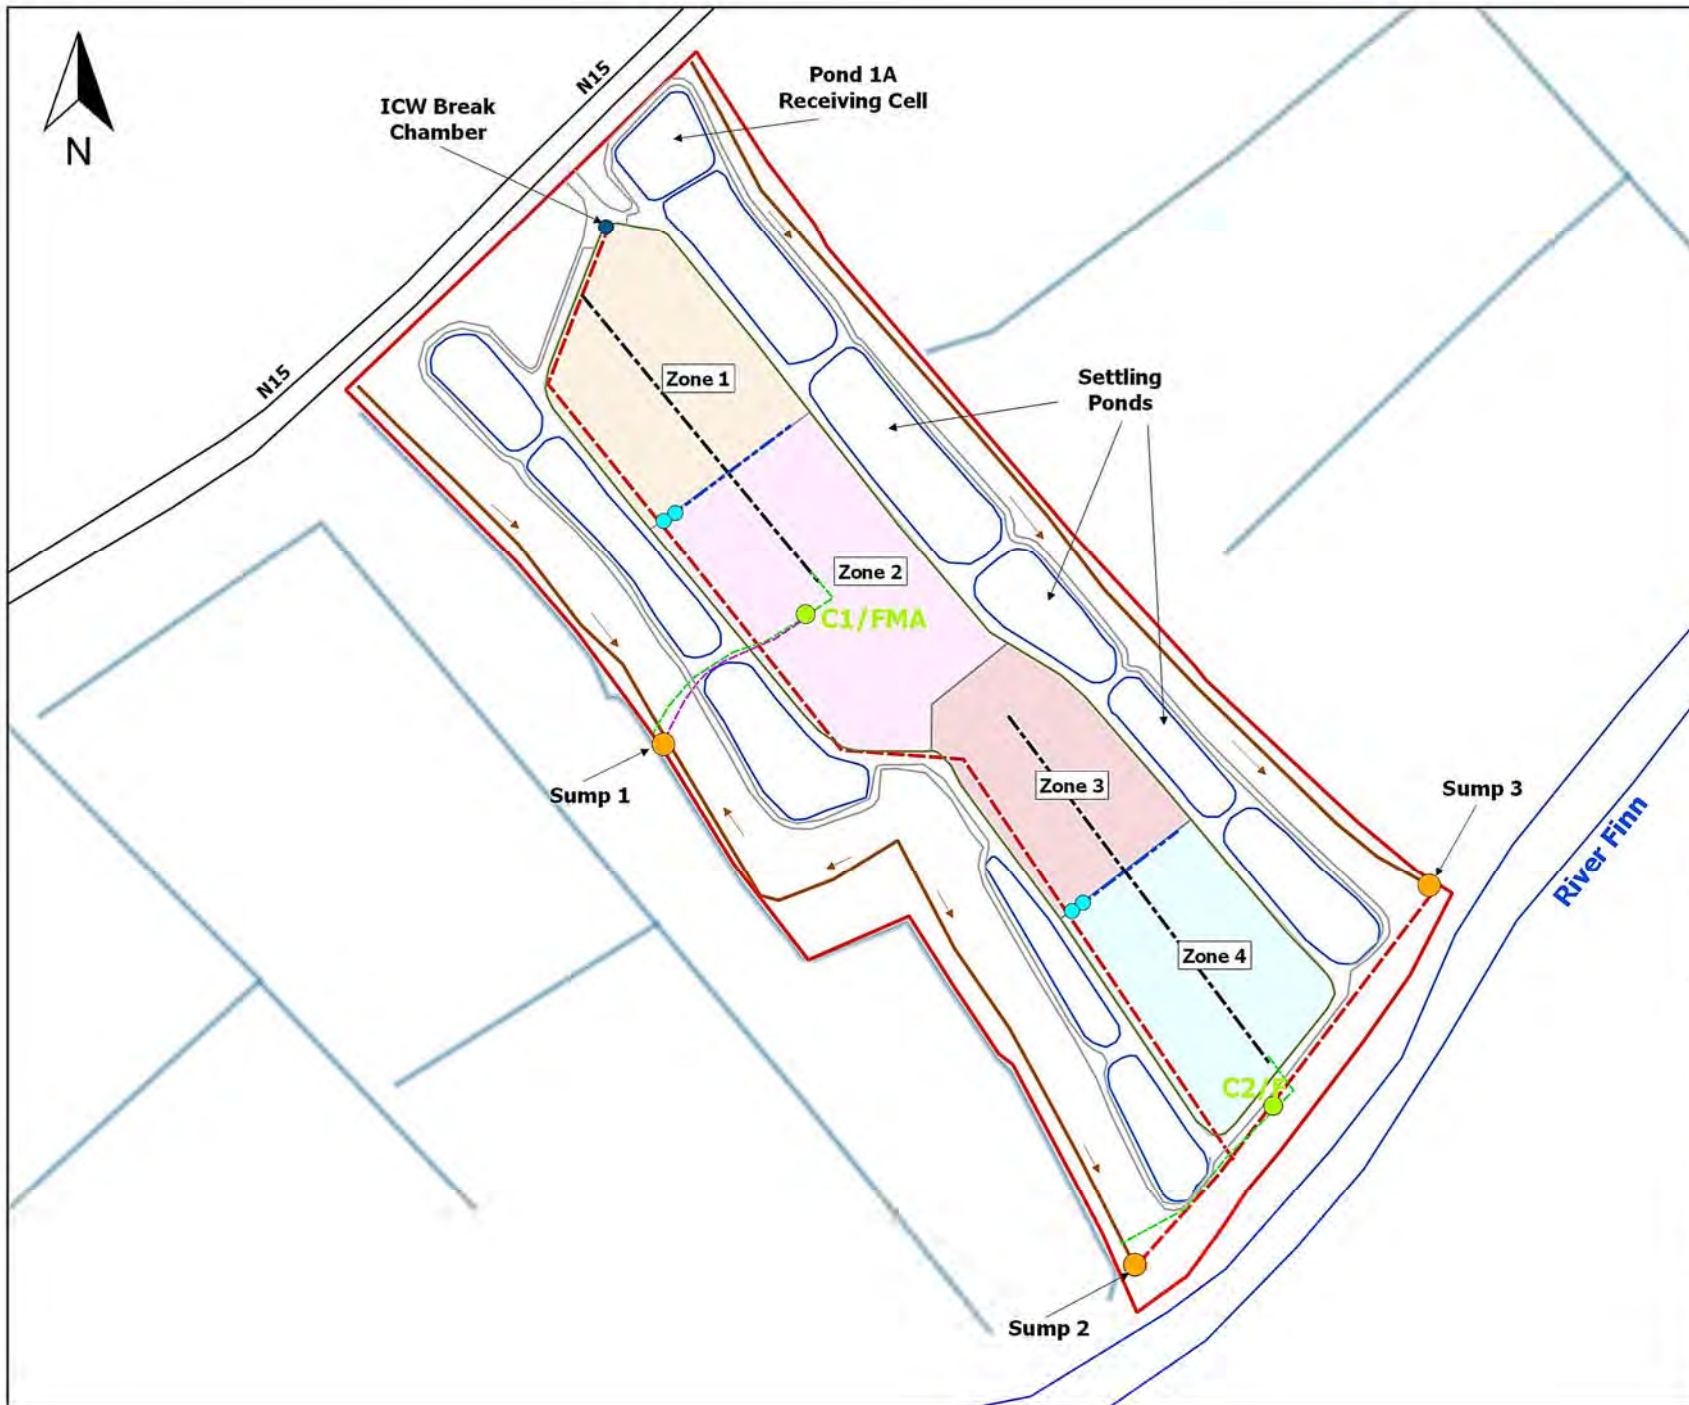 N15
Pond 1A
Receiving Cell
ICW Break
Chamber
N
N15
Zone 1
Settling
Ponds
Zone 2
C1/FMA
Sump 1
Zone 3
Sump 3
River Finn
Zone 4
C2/F
Sump 2